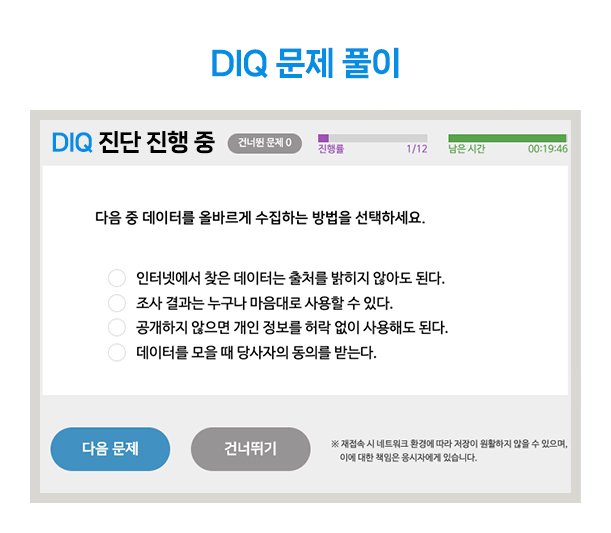 DIQ 문제 풀이
DIQ 진단 진행 중
건너뛴 문제 0
진행률
1/12
남은 시간
00:19:46
다음 중 데이터를 올바르게 수집하는 방법을 선택하세요.
인터넷에서 찾은 데이터는 출처를 밝히지 않아도 된다.
조사 결과는 누구나 마음대로 사용할 수 있다.
공개하지 않으면 개인 정보를 허락 없이 사용해도 된다.
데이터를 모을 때 당사자의 동의를 받는다.
다음 문제
건너뛰기
※ 재접속 시 네트워크 환경에 따라 저장이 원활하지 않을 수 있으며,
이에 대한 책임은 응시자에게 있습니다.